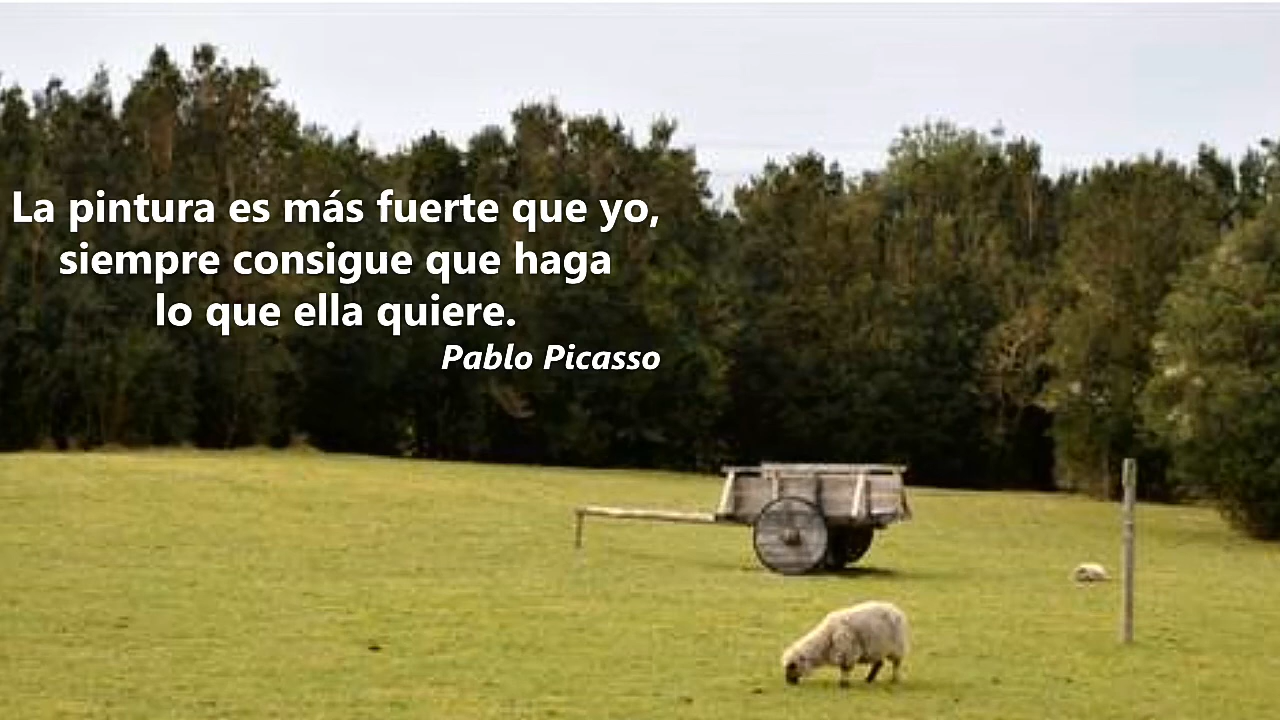 La pintura es más fuerte que yo,
siempre consigue que haga
lo que ella quiere.
Pablo Picasso